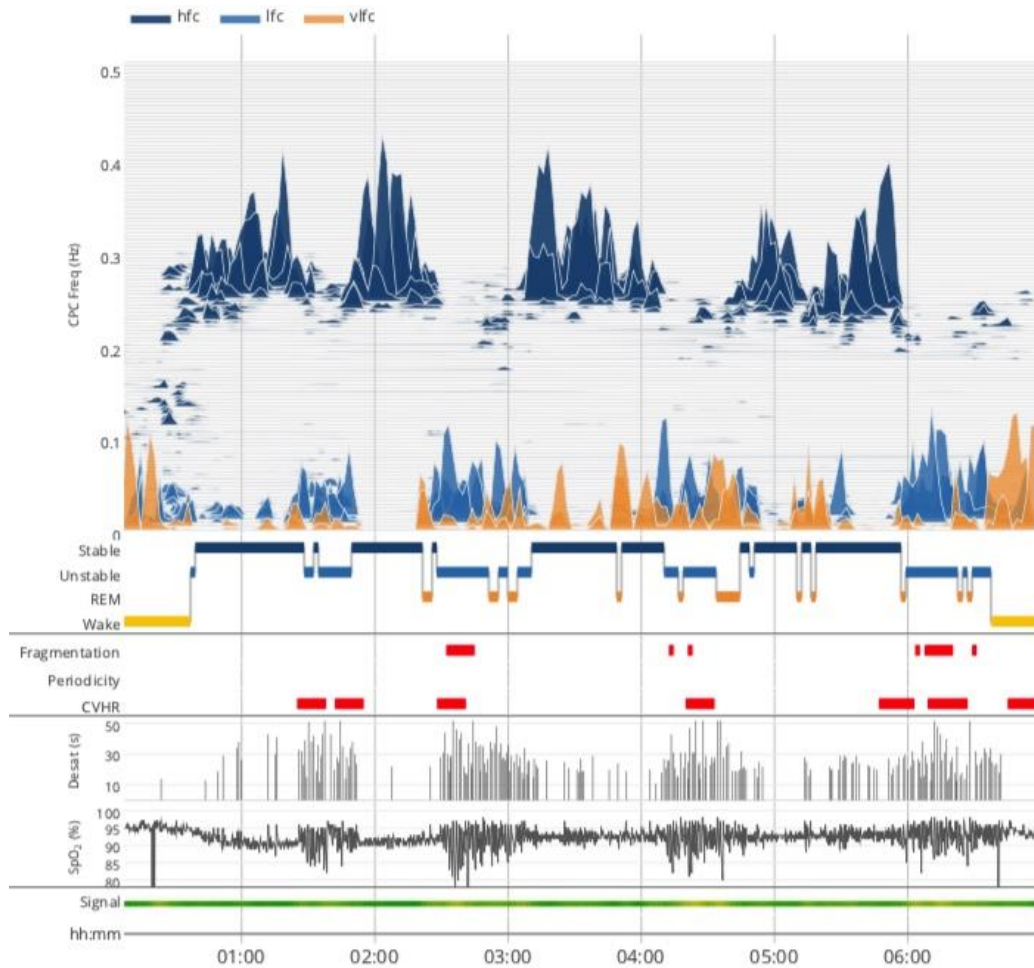 hfc lfc vlfc
0.5
0.4
0.3
0.2
0.1
0
CPC Freq (Hz)
Stable
Unstable
REM
Wake
Fragmentation
Periodicity
CVHR
Desat (s)
50
30
10
SpO₂ (%)
100
95
90
85
80
Signal
hh:mm
01:00 02:00 03:00 04:00 05:00 06:00